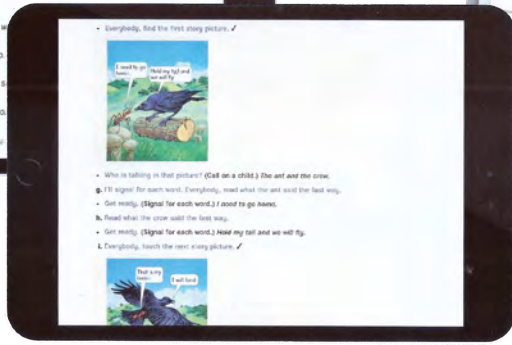 • Everybody, find the first story picture. ✓
I need to go
home.
Hold my tail and
we will fly.
• Who is talking in that picture? (Call on a child.) The ant and the crow.
g. I'll signal for each word. Everybody, read what the ant said the fast way.
• Get ready. (Signal for each word.) I need to go home.
h. Read what the crow said the fast way.
• Get ready. (Signal for each word.) Hold my tail and we will fly.
i. Everybody, touch the next story picture. ✓
That is my
home.
I will land.